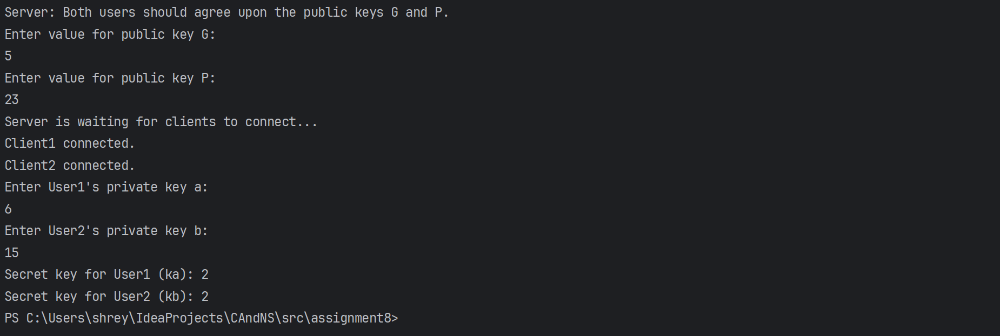 Server: Both users should agree upon the public keys G and P.
Enter value for public key G:
5
Enter value for public key P:
23
Server is waiting for clients to connect...
Client1 connected.
Client2 connected.
Enter User1's private key a:
6
Enter User2's private key b:
15
Secret key for User1 (ka): 2
Secret key for User2 (kb): 2
PS C:\Users\shrey\IdeaProjects\CAndNS\src\assignment8>